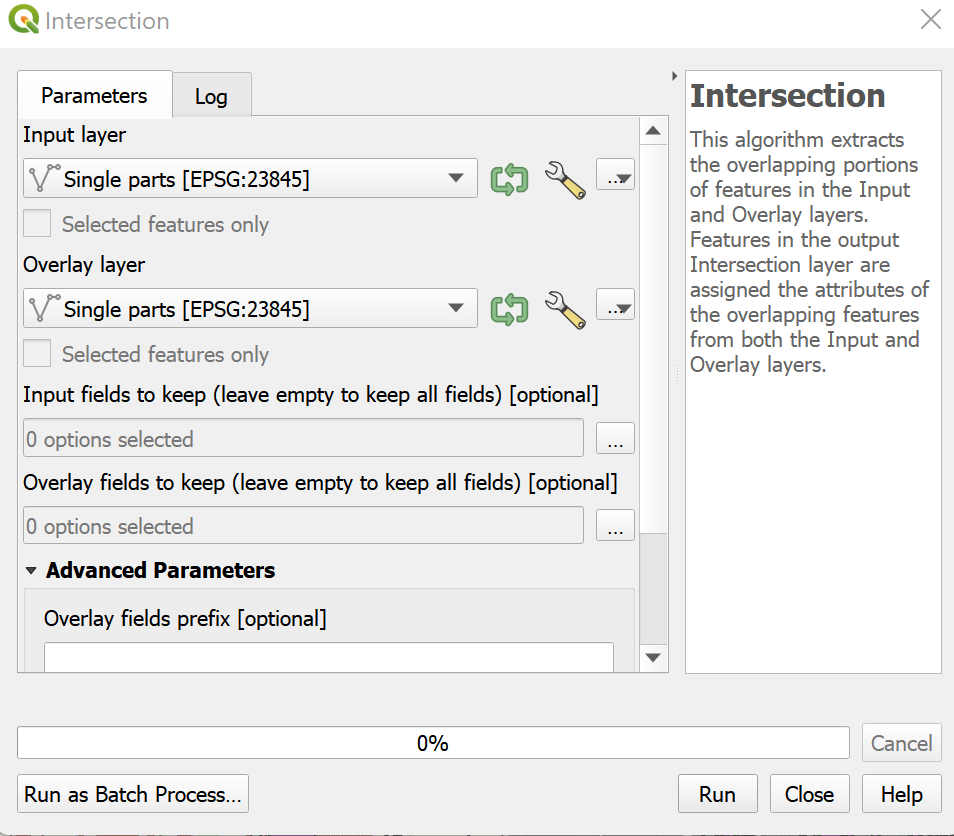 Intersection
Parameters
Log
Input layer
Single parts [EPSG:23845]
...
Selected features only
Overlay layer
Single parts [EPSG:23845]
...
Selected features only
Input fields to keep (leave empty to keep all fields) [optional]
0 options selected
...
Overlay fields to keep (leave empty to keep all fields) [optional]
0 options selected
...
Advanced Parameters
Overlay fields prefix [optional]
Intersection
This algorithm extracts
the overlapping portions
of features in the Input
and Overlay layers.
Features in the output
Intersection layer are
assigned the attributes of
the overlapping features
from both the Input and
Overlay layers.
0%
Cancel
Run as Batch Process...
Run
Close
Help